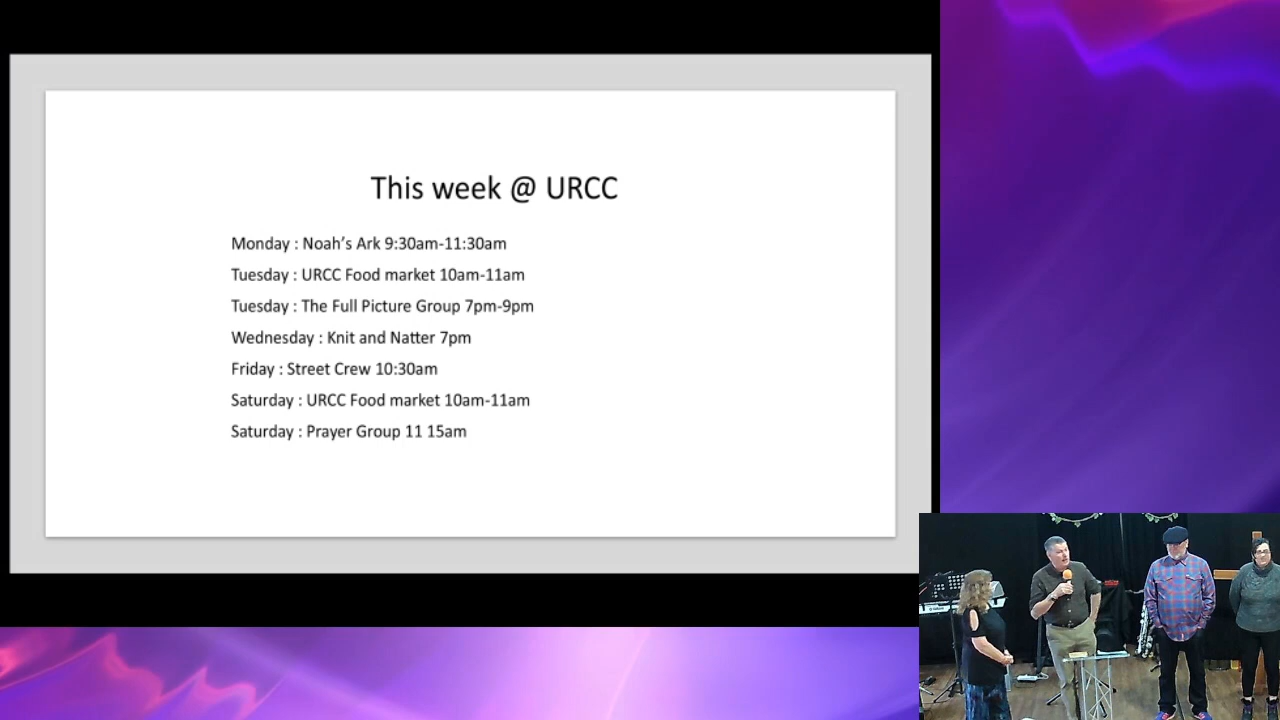 This week @ URCC
Monday : Noah’s Ark 9:30am-11:30am
Tuesday : URCC Food market 10am-11am
Tuesday : The Full Picture Group 7pm-9pm
Wednesday : Knit and Natter 7pm
Friday : Street Crew 10:30am
Saturday : URCC Food market 10am-11am
Saturday : Prayer Group 11 15am